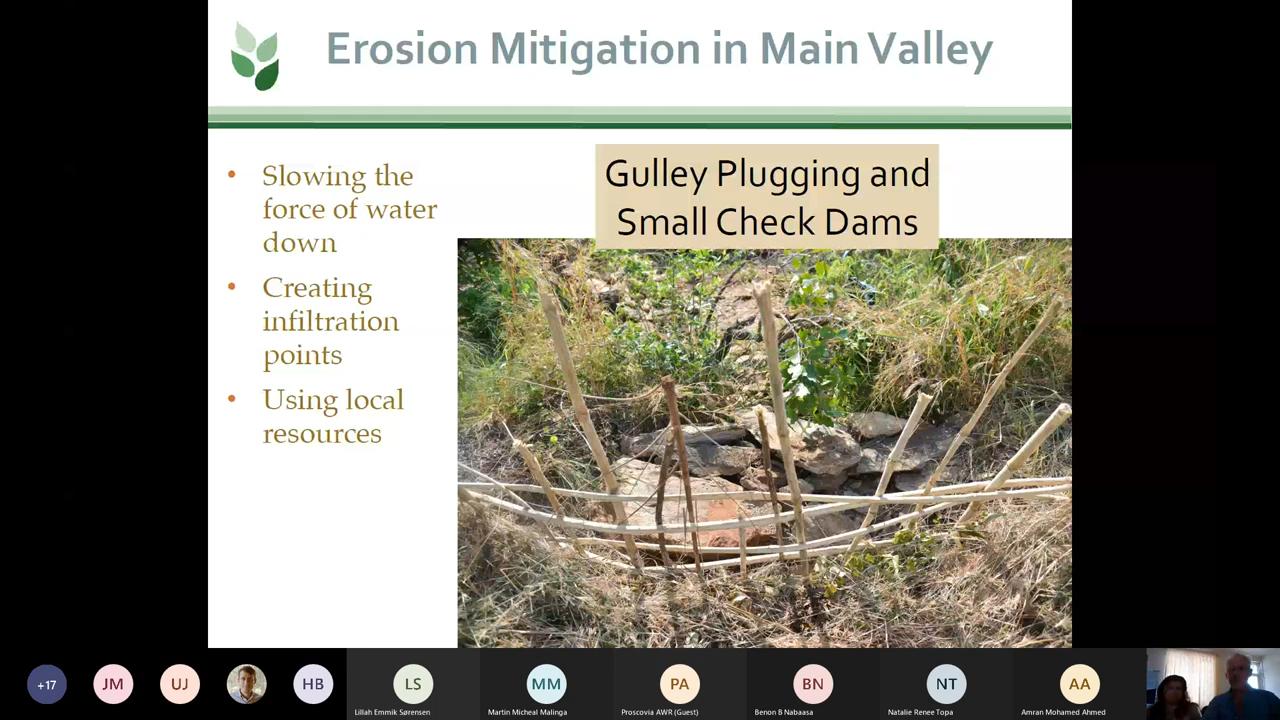 Erosion Mitigation in Main Valley
• Slowing the
force of water
down
• Creating
infiltration
points
• Using local
resources
Gulley Plugging and
Small Check Dams
+17
JM
UJ
HB
LS
Lillah Emmik Sørensen
MM
Martin Micheal Malinga
PA
Proscovia AWR (Guest)
BN
Benon B Nabaasa
NT
Natalie Renee Topa
AA
Amran Mohamed Ahmed